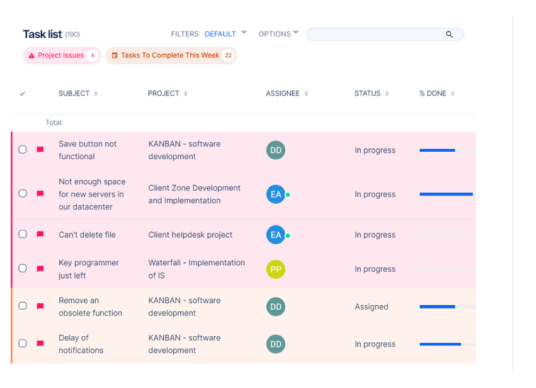 Task list (190)
FILTERS DEFAULT OPTIONS
Project Issues 4 Tasks To Complete This Week 22
SUBJECT PROJECT ASSIGNEE STATUS % DONE
Total:
Save button not
functional
KANBAN - software
development
DD
In progress
Not enough space
for new servers in
our datacenter
Client Zone Development
and implementation
EA
In progress
Can't delete file
Client helpdesk project
EA
In progress
Key programmer
just left
Waterfall - Implementation
of IS
PP
In progress
Remove an
obsolete function
KANBAN - software
development
DD
Assigned
Delay of
notifications
KANBAN - software
development
DD
In progress